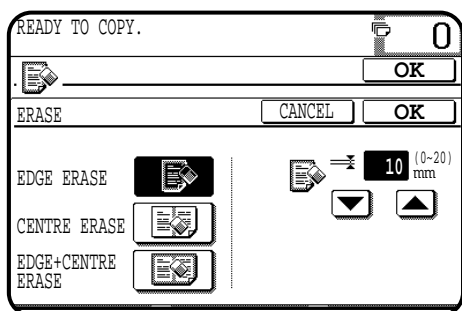 READY TO COPY.
0
OK
ERASE
CANCEL
OK
EDGE ERASE
10
(0~20)
mm
CENTRE ERASE
EDGE+CENTRE
ERASE